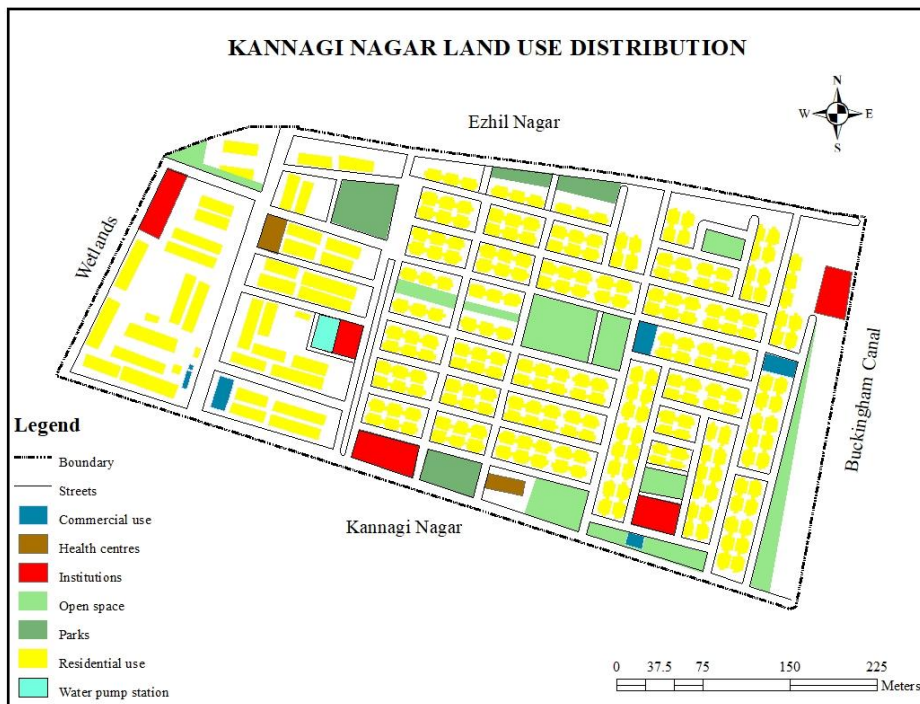 KANNAGI NAGAR LAND USE DISTRIBUTION
N
W E
S
Ezhil Nagar
Wetlands
Buckingham Canal
Kannagi Nagar
Legend
Boundary
Streets
Commercial use
Health centres
Institutions
Open space
Parks
Residential use
Water pump station
0 37.5 75 150 225
Meters